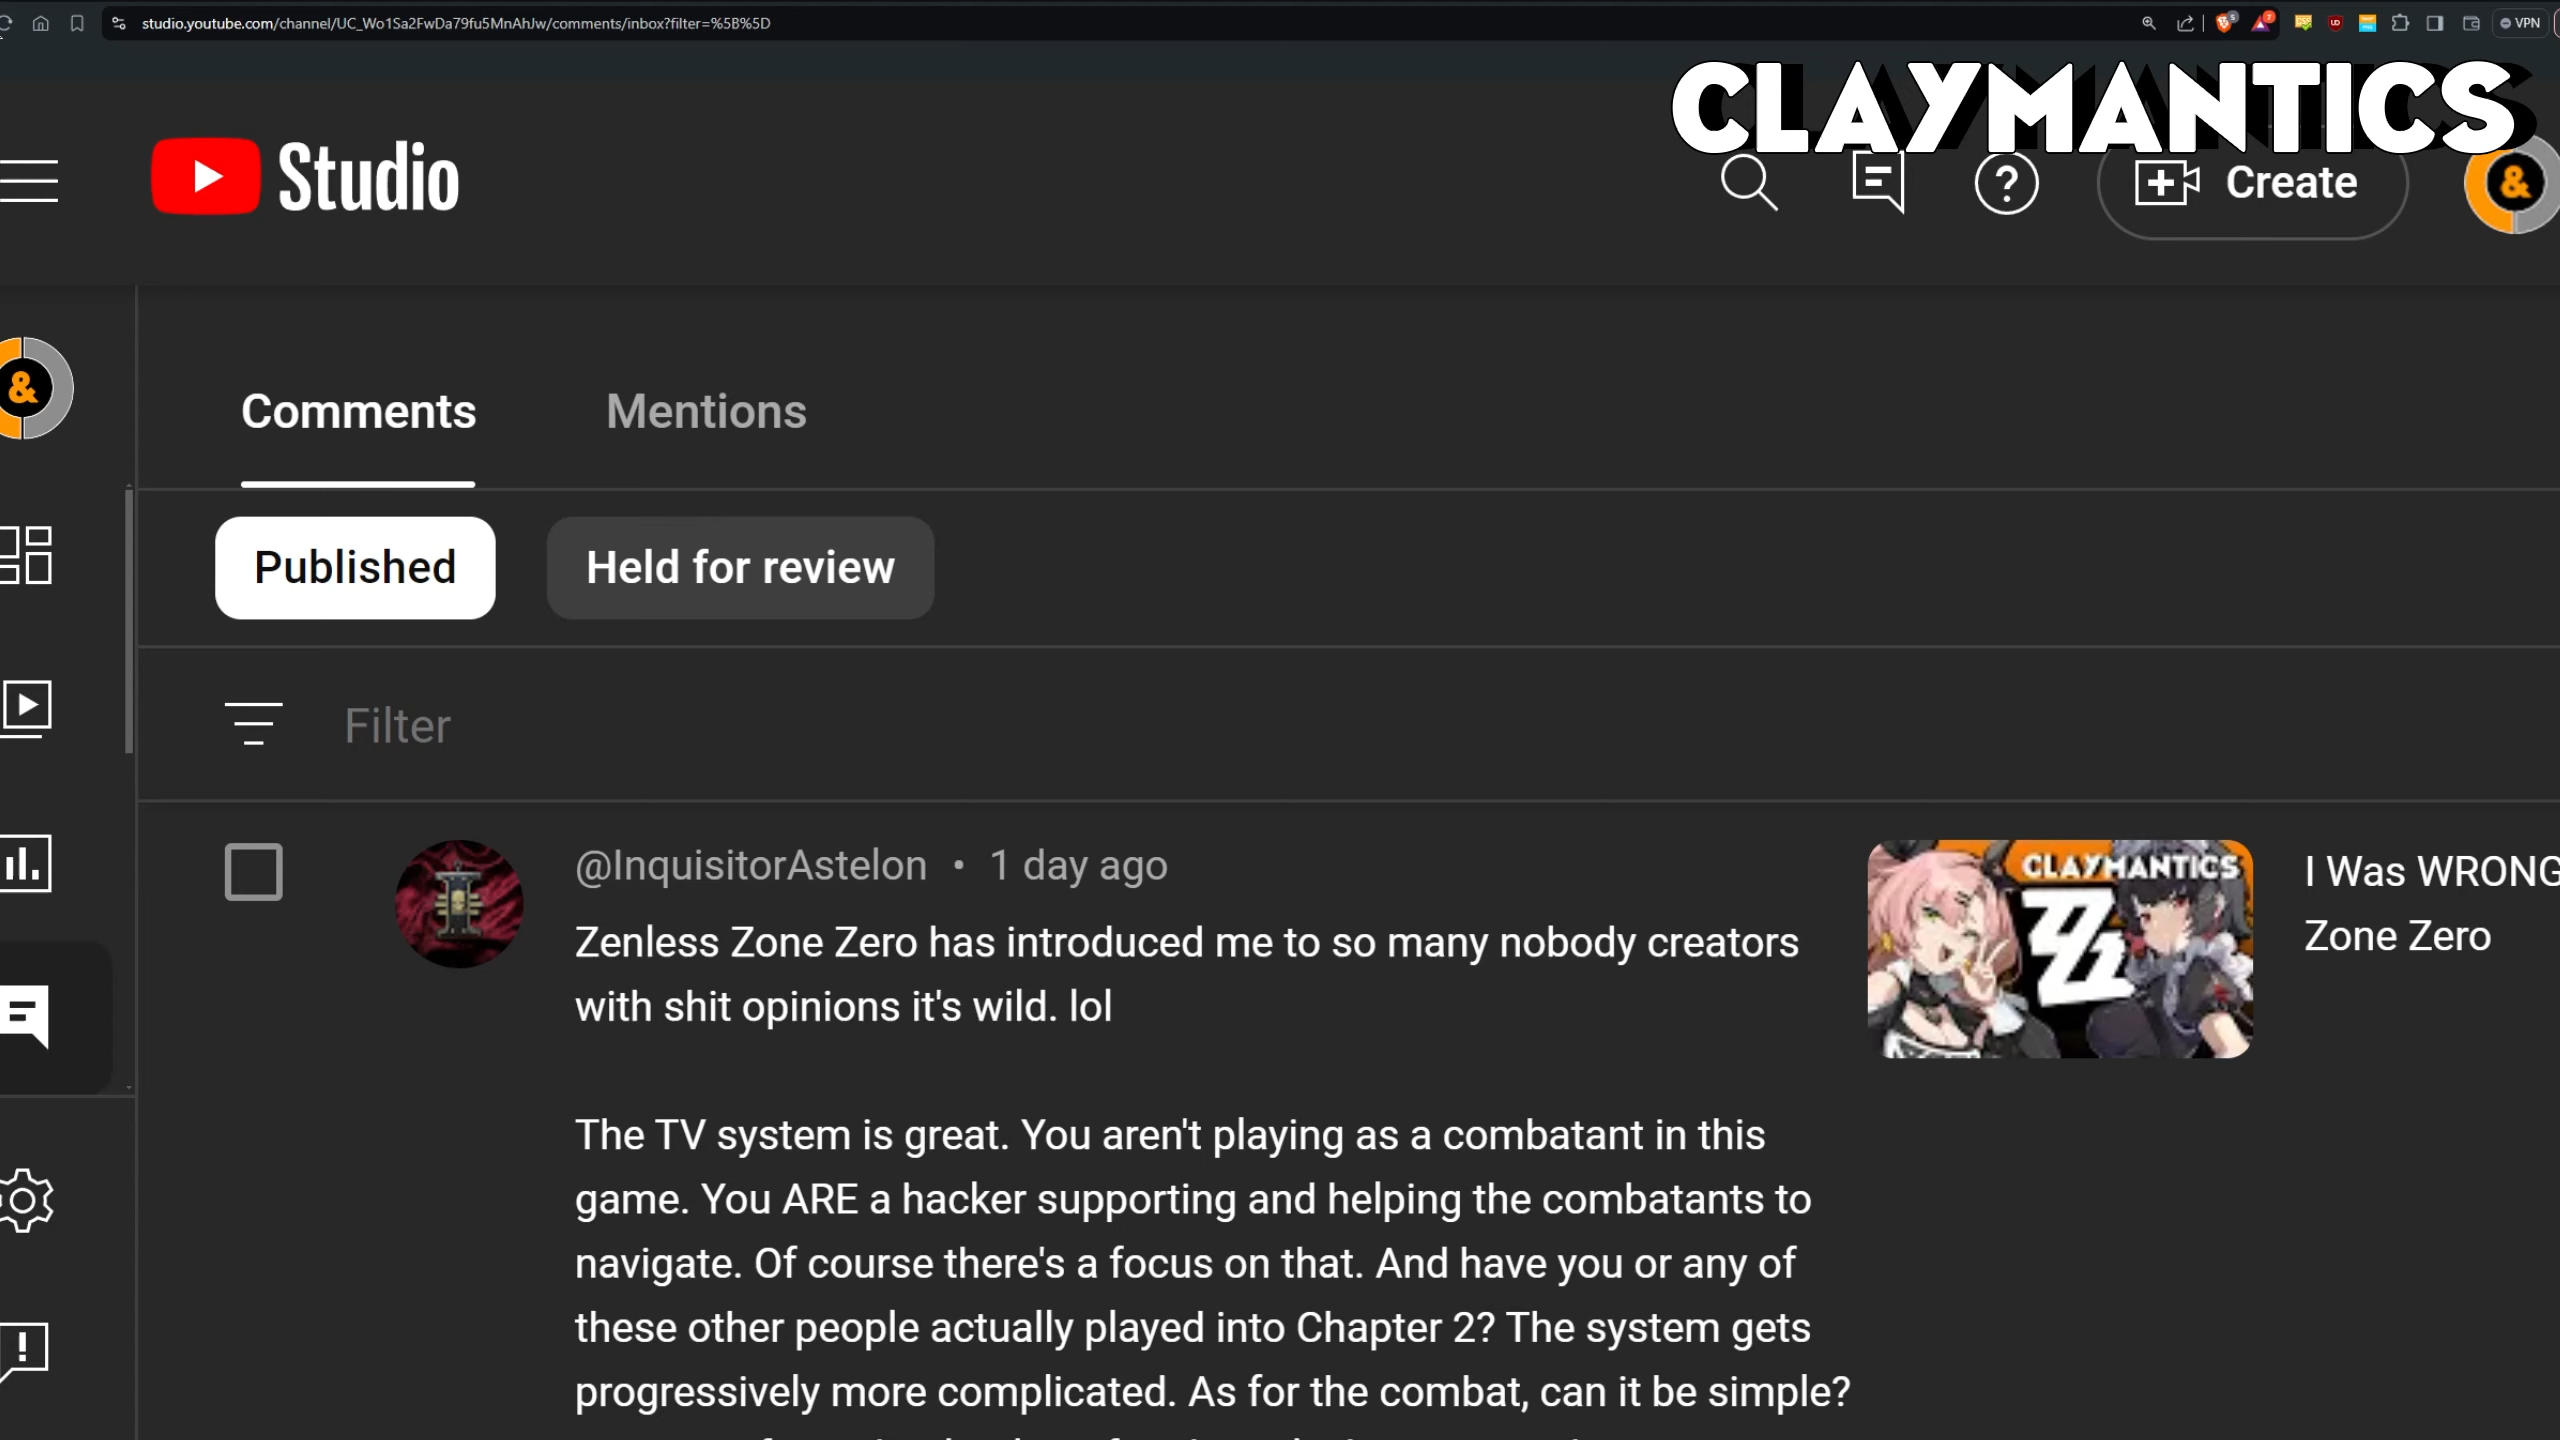 studio.youtube.com/channel/UC_Wo1Sa2FwDa79fu5MnAhJw/comments/inbox?filter=%5B%5D
VPN
CLAYMANTICS
Studio
Create
&
&
Comments
Mentions
Published
Held for review
Filter
@InquisitorAstelon • 1 day ago
Zenless Zone Zero has introduced me to so many nobody creators
with shit opinions it's wild. lol
The TV system is great. You aren't playing as a combatant in this
game. You ARE a hacker supporting and helping the combatants to
navigate. Of course there's a focus on that. And have you or any of
these other people actually played into Chapter 2? The system gets
progressively more complicated. As for the combat, can it be simple?
CLAYMANTICS
I Was WRONG
Zone Zero